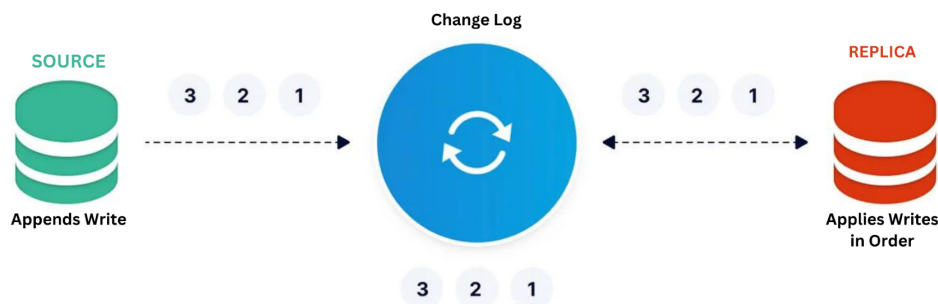 Change Log
SOURCE
3 2 1
Appends Write
3 2 1
REPLICA
3 2 1
Applies Writes
in Order